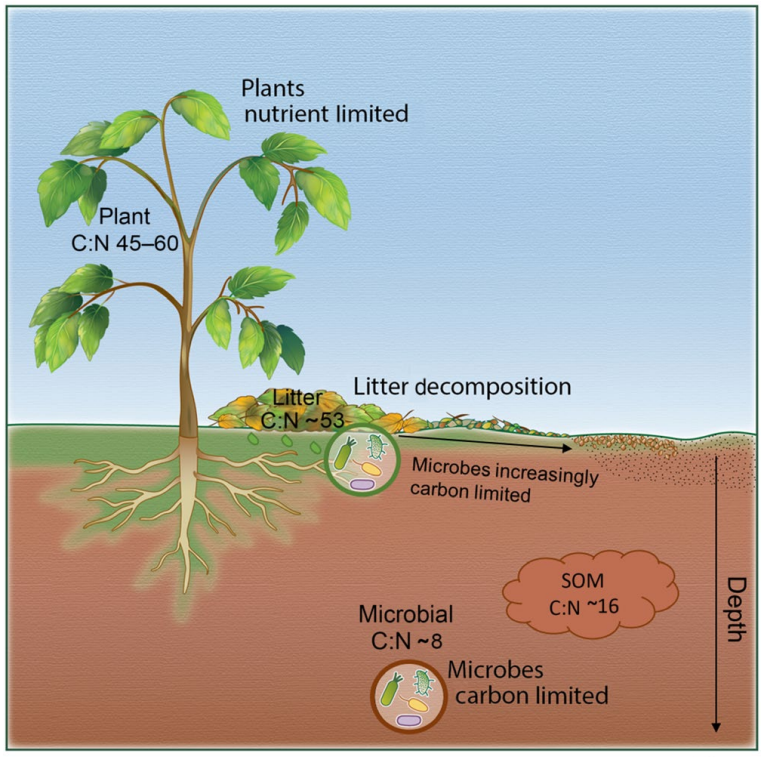 Plants
nutrient limited
Plant
C:N 45–60
Litter
C:N ~53
Litter decomposition
Microbes increasingly
carbon limited
SOM
C:N ~16
Depth
Microbial
C:N ~8
Microbes
carbon limited